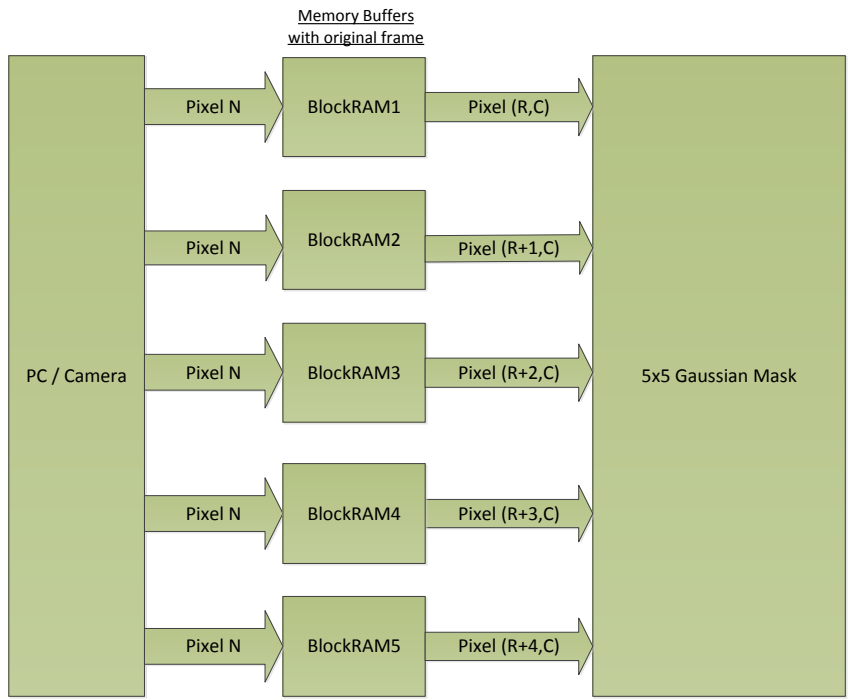 Memory Buffers
with original frame
Pixel N
BlockRAM1
Pixel (R,C)
Pixel N
BlockRAM2
Pixel (R+1,C)
PC / Camera
Pixel N
BlockRAM3
Pixel (R+2,C)
5x5 Gaussian Mask
Pixel N
BlockRAM4
Pixel (R+3,C)
Pixel N
BlockRAM5
Pixel (R+4,C)